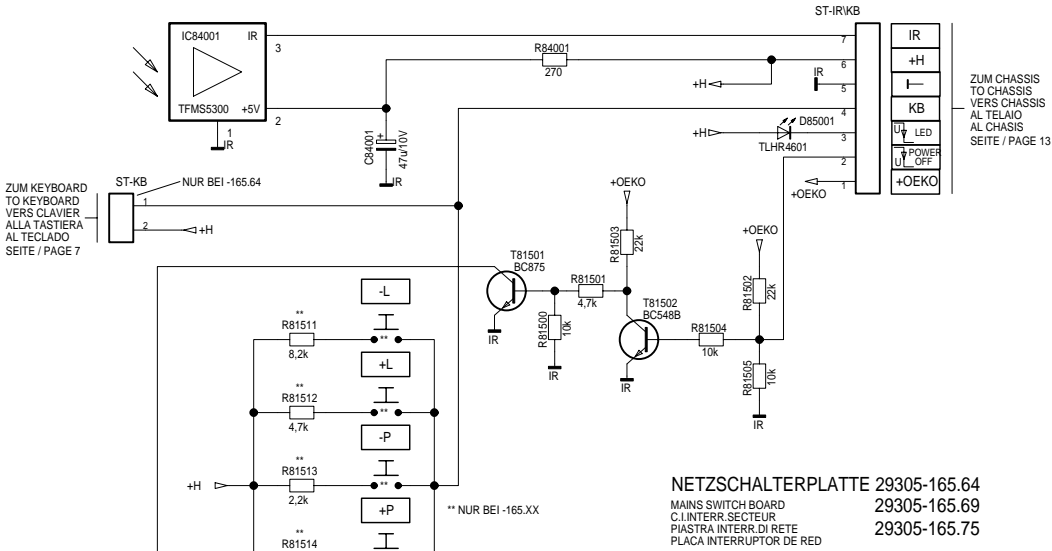 ST-IR\KB
IC84001
IR
3
TFMS5300
+5V
2
1
IR
R84001
270
C84001
+
47u/10V
IR
+H
IR
+H
D85001
TLHR4601
+OEKO
7
6
5
4
3
2
1
IR
+H
KB
U LED
U POWER OFF
+OEKO
ZUM CHASSIS
TO CHASSIS
VERS CHASSIS
AL TELAIO
AL CHASIS
SEITE / PAGE 13
ZUM KEYBOARD
TO KEYBOARD
VERS CLAVIER
ALLA TASTIERA
AL TECLADO
SEITE / PAGE 7
ST-KB
NUR BEI -165.64
1
2
+H
T81501
BC875
IR
R81500
10k
IR
R81501
4,7k
+OEKO
R81503
22k
T81502
BC548B
IR
R81504
10k
+OEKO
R81502
22k
R81505
10k
IR
-L
**
R81511
8,2k
**
+L
**
R81512
4,7k
**
-P
**
R81513
2,2k
**
+H
+P
**
R81514
** NUR BEI -165.XX
NETZSCHALTERPLATTE 29305-165.64
MAINS SWITCH BOARD 29305-165.69
C.I.INTERR.SECTEUR
PIASTRA INTERR.DI RETE 29305-165.75
PLACA INTERRUPTOR DE RED